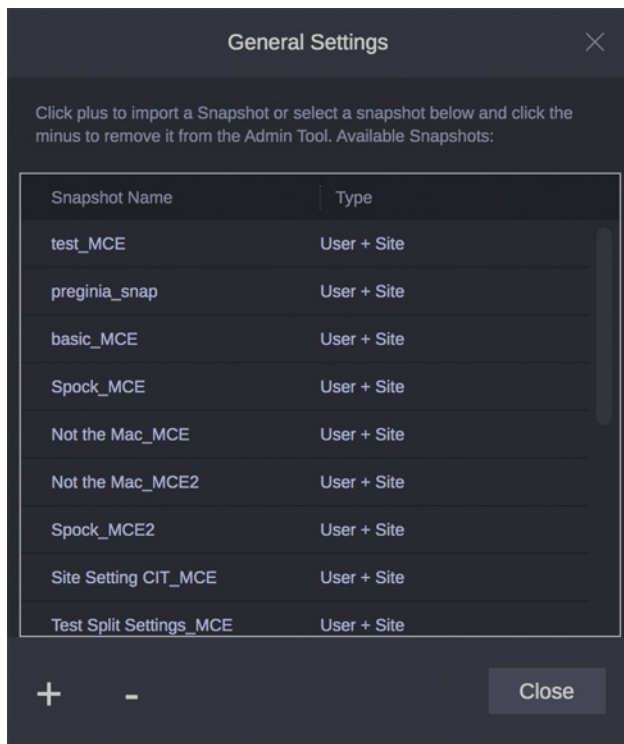 General Settings
Click plus to import a Snapshot or select a snapshot below and click the
minus to remove it from the Admin Tool. Available Snapshots:
Snapshot Name Type
test_MCE User + Site
preginia_snap User + Site
basic_MCE User + Site
Spock_MCE User + Site
Not the Mac_MCE User + Site
Not the Mac_MCE2 User + Site
Spock_MCE2 User + Site
Site Setting CIT_MCE User + Site
Test Split Settings_MCE User + Site
+ - Close